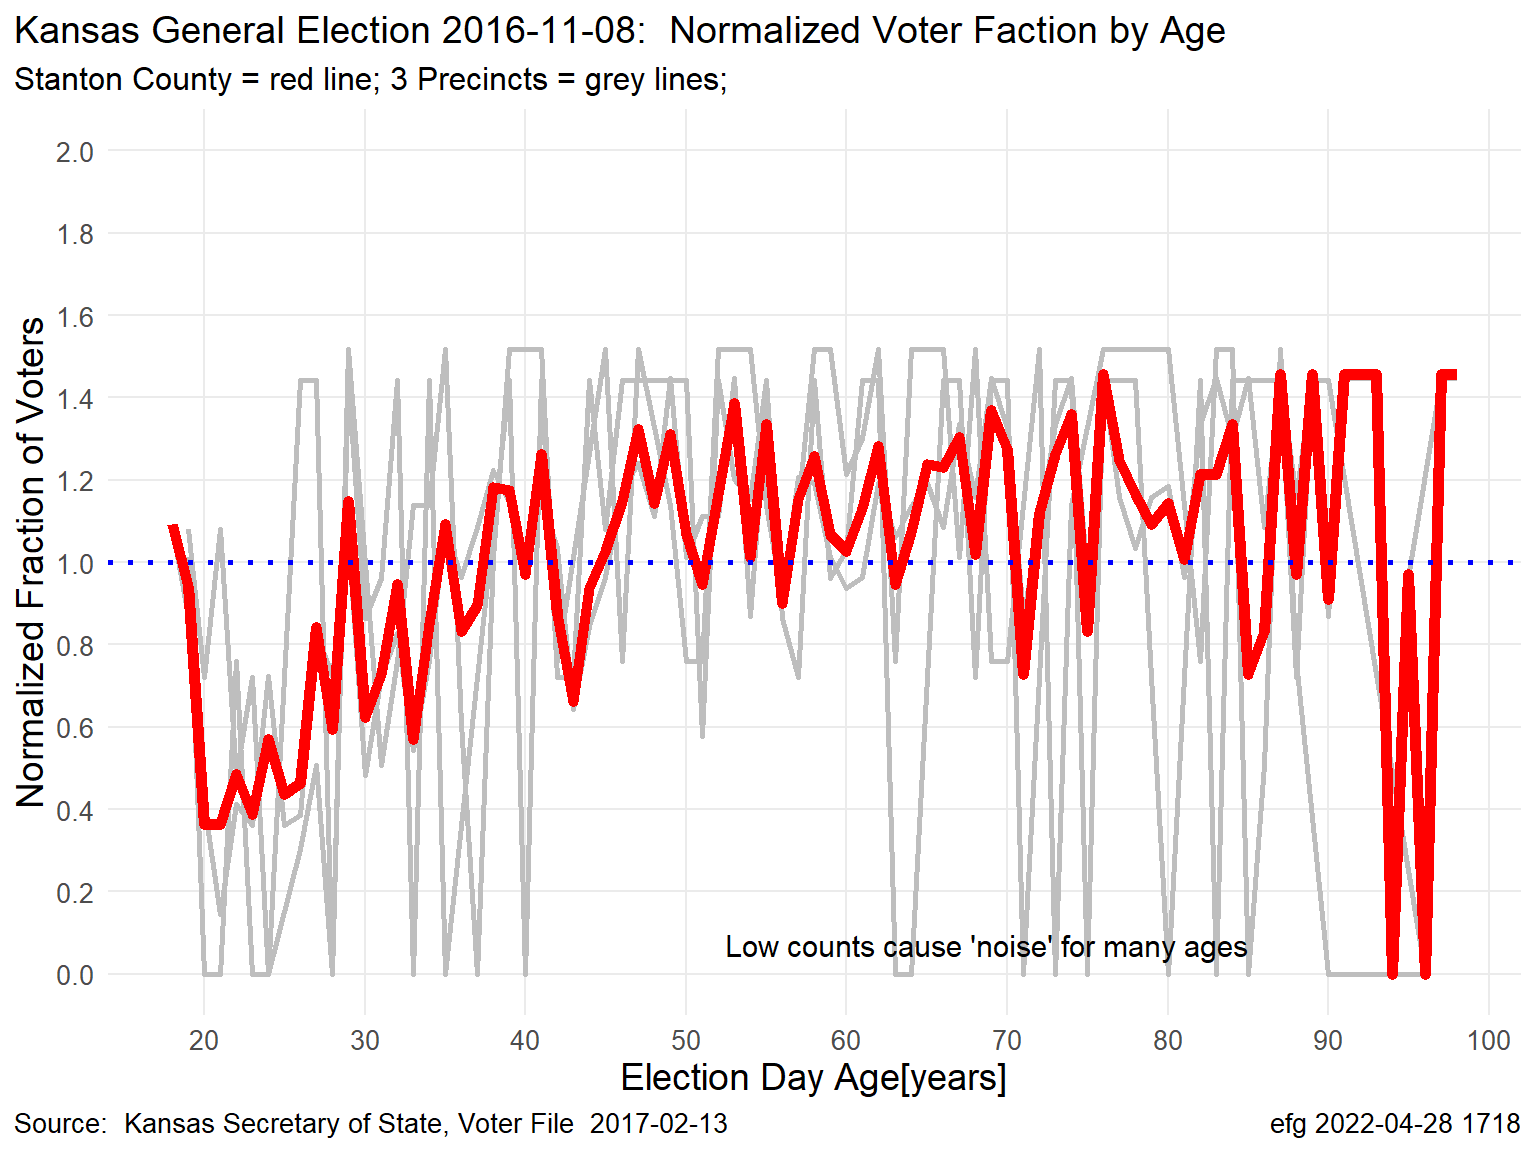 Kansas General Election 2016-11-08:  Normalized Voter Faction by Age
Stanton County = red line; 3 Precincts = grey lines;
Normalized Fraction of Voters
2.0
1.8
1.6
1.4
1.2
1.0
0.8
0.6
0.4
0.2
0.0
Low counts cause 'noise' for many ages
20 30 40 50 60 70 80 90 100
Election Day Age[years]
Source:  Kansas Secretary of State, Voter File  2017-02-13
efg 2022-04-28 1718